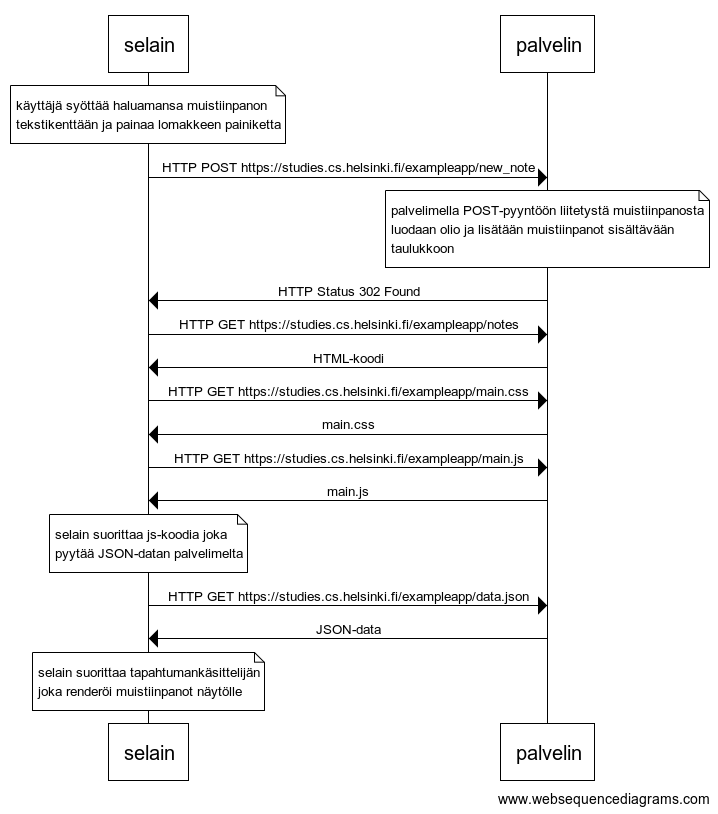 selain
palvelin
käyttäjä syöttää haluamansa muistiinpanon
tekstikenttään ja painaa lomakkeen painiketta
HTTP POST https://studies.cs.helsinki.fi/exampleapp/new_note
palvelimella POST-pyyntöön liitetystä muistiinpanosta
luodaan olio ja lisätään muistiinpanot sisältävään
taulukkoon
HTTP Status 302 Found
HTTP GET https://studies.cs.helsinki.fi/exampleapp/notes
HTML-koodi
HTTP GET https://studies.cs.helsinki.fi/exampleapp/main.css
main.css
HTTP GET https://studies.cs.helsinki.fi/exampleapp/main.js
main.js
selain suorittaa js-koodia joka
pyytää JSON-datan palvelimelta
HTTP GET https://studies.cs.helsinki.fi/exampleapp/data.json
JSON-data
selain suorittaa tapahtumankäsittelijän
joka renderöi muistiinpanot näytölle
selain
palvelin
www.websequencediagrams.com